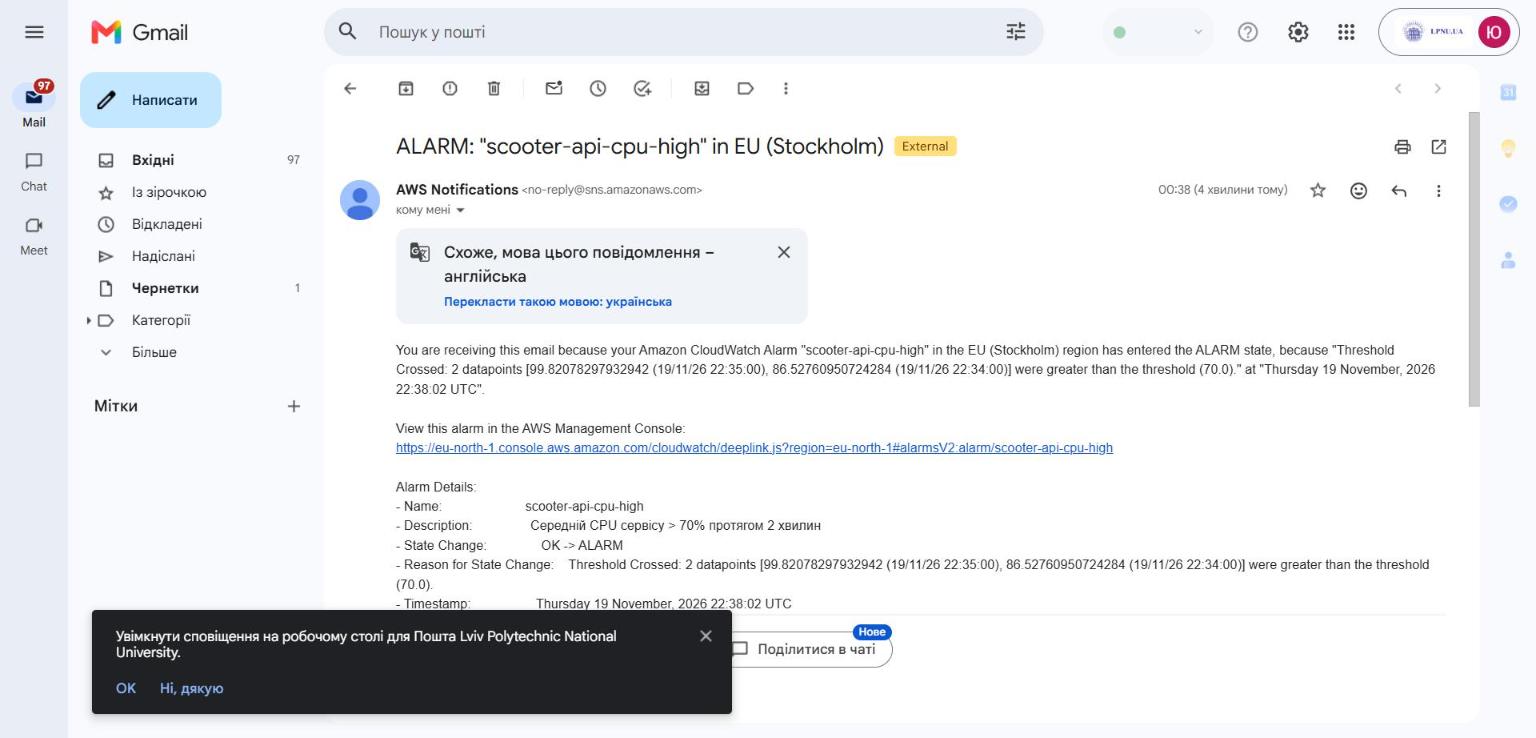 Gmail
Пошук у пошті
LPNU.UA
Ю
97
Mail
Chat
Meet
Написати
Вхідні 97
Із зірочкою
Відкладені
Надіслані
Чернетки 1
Категорії
Більше
Мітки
31
ALARM: "scooter-api-cpu-high" in EU (Stockholm) External
AWS Notifications <no-reply@sns.amazonaws.com> 00:38 (4 хвилини тому)
кому мені
Схоже, мова цього повідомлення –
англійська
Перекласти такою мовою: українська
You are receiving this email because your Amazon CloudWatch Alarm "scooter-api-cpu-high" in the EU (Stockholm) region has entered the ALARM state, because "Threshold
Crossed: 2 datapoints [99.82078297932942 (19/11/26 22:35:00), 86.52760950724284 (19/11/26 22:34:00)] were greater than the threshold (70.0)." at "Thursday 19 November, 2026
22:38:02 UTC".
View this alarm in the AWS Management Console:
https://eu-north-1.console.aws.amazon.com/cloudwatch/deeplink.js?region=eu-north-1#alarmsV2:alarm/scooter-api-cpu-high
Alarm Details:
- Name: scooter-api-cpu-high
- Description: Середній CPU сервісу > 70% протягом 2 хвилин
- State Change: OK -> ALARM
- Reason for State Change: Threshold Crossed: 2 datapoints [99.82078297932942 (19/11/26 22:35:00), 86.52760950724284 (19/11/26 22:34:00)] were greater than the threshold
(70.0).
- Timestamp: Thursday 19 November, 2026 22:38:02 UTC
Нове
Поділитися в чаті
Увімкнути сповіщення на робочому столі для Пошта Lviv Polytechnic National
University.
OK Ні, дякую